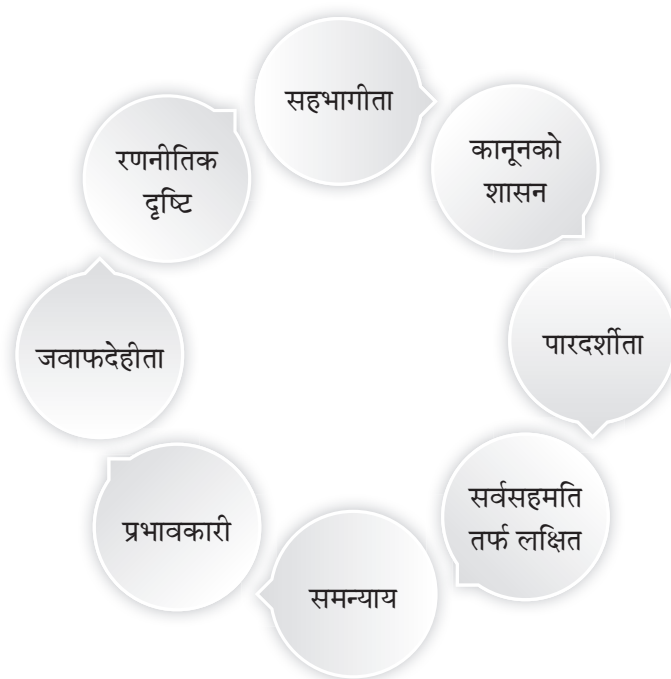 सहभागीता
कानूनको
शासन
पारदर्शीता
सर्वसहमति
तर्फ लक्षित
समन्याय
प्रभावकारी
जवाफदेहीता
रणनीतिक
दृष्टि